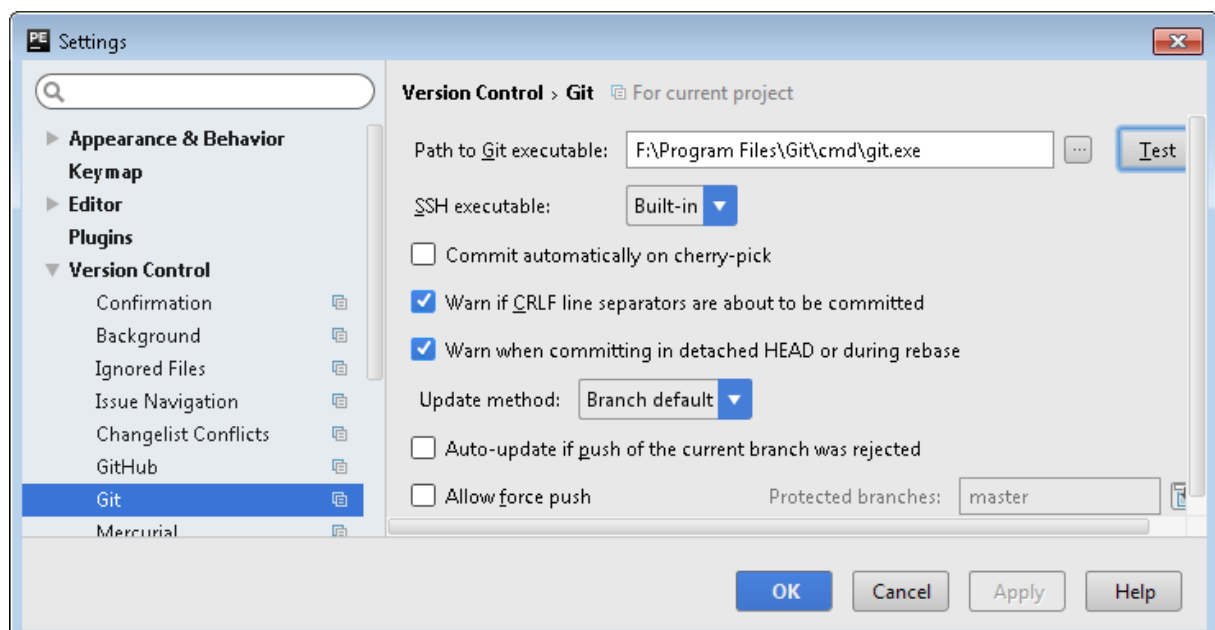 PE Settings
Appearance & Behavior
Keymap
Editor
Plugins
Version Control
Confirmation
Background
Ignored Files
Issue Navigation
Changelist Conflicts
GitHub
Git
Mercurial
Version Control › Git For current project
Path to Git executable: F:\Program Files\Git\cmd\git.exe ... Test
SSH executable: Built-in
Commit automatically on cherry-pick
Warn if CRLF line separators are about to be committed
Warn when committing in detached HEAD or during rebase
Update method: Branch default
Auto-update if push of the current branch was rejected
Allow force push Protected branches: master
OK Cancel Apply Help